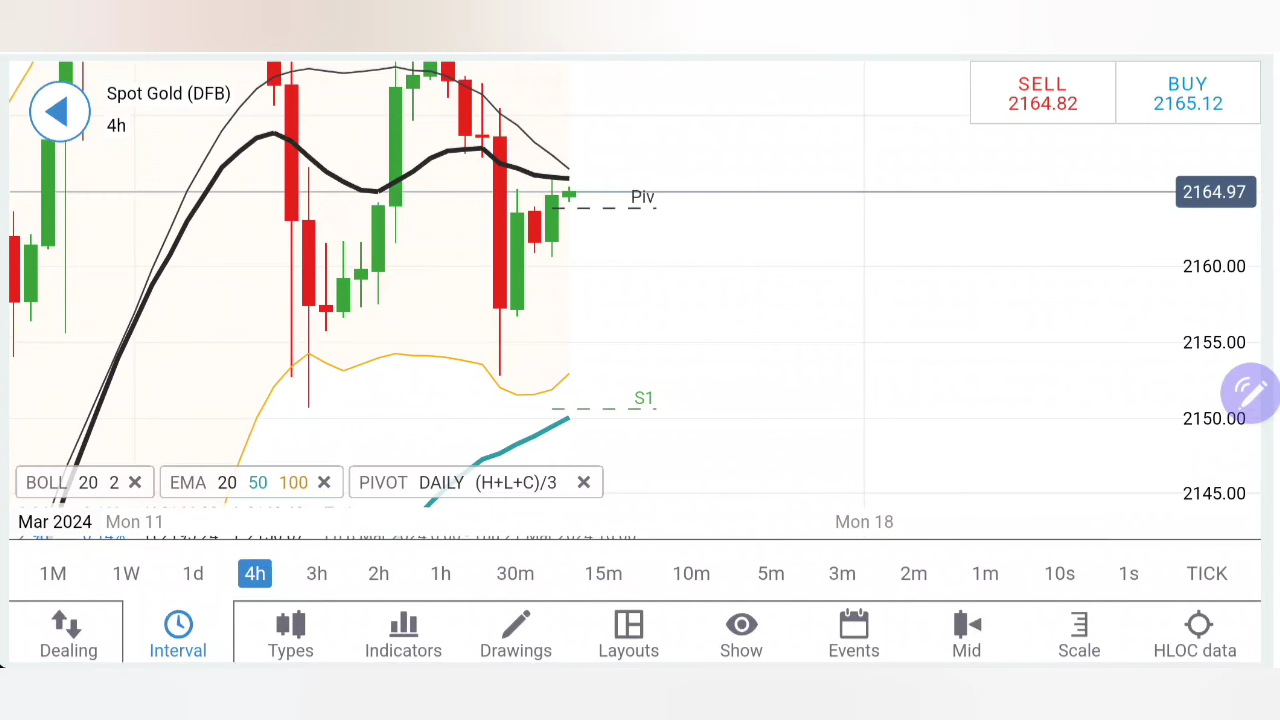 Spot Gold (DFB)
4h
SELL
2164.82
BUY
2165.12
Piv
2164.97
2160.00
2155.00
S1
2150.00
BOLL 20 2
EMA 20 50 100
PIVOT DAILY (H+L+C)/3
2145.00
Mar 2024 Mon 11 Mon 18
1M 1W 1d 4h 3h 2h 1h 30m 15m 10m 5m 3m 2m 1m 10s 1s TICK
Dealing Interval Types Indicators Drawings Layouts Show Events Mid Scale HLOC data